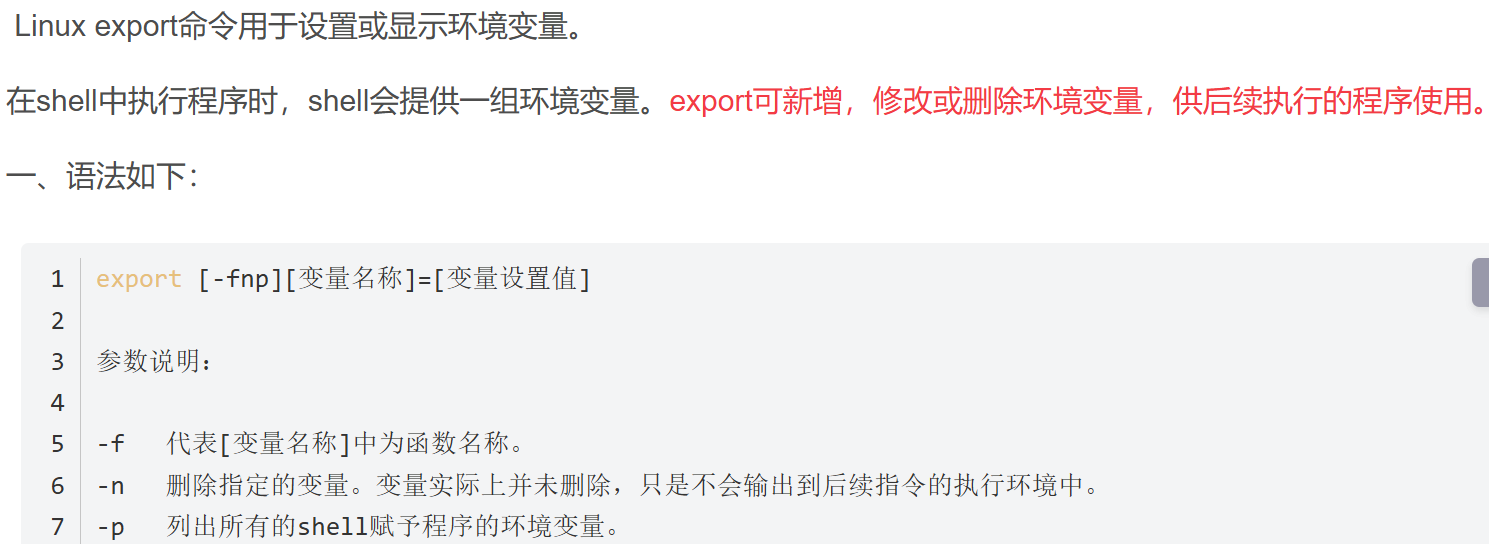 Linux export命令用于设置或显示环境变量。
在shell中执行程序时，shell会提供一组环境变量。export可新增，修改或删除环境变量，供后续执行的程序使用。
一、语法如下：
1 export [-fnp][变量名称]=[变量设置值]
2
3 参数说明：
4
5 -f 代表[变量名称]中为函数名称。
6 -n 删除指定的变量。变量实际上并未删除，只是不会输出到后续指令的执行环境中。
7 -p 列出所有的shell赋予程序的环境变量。